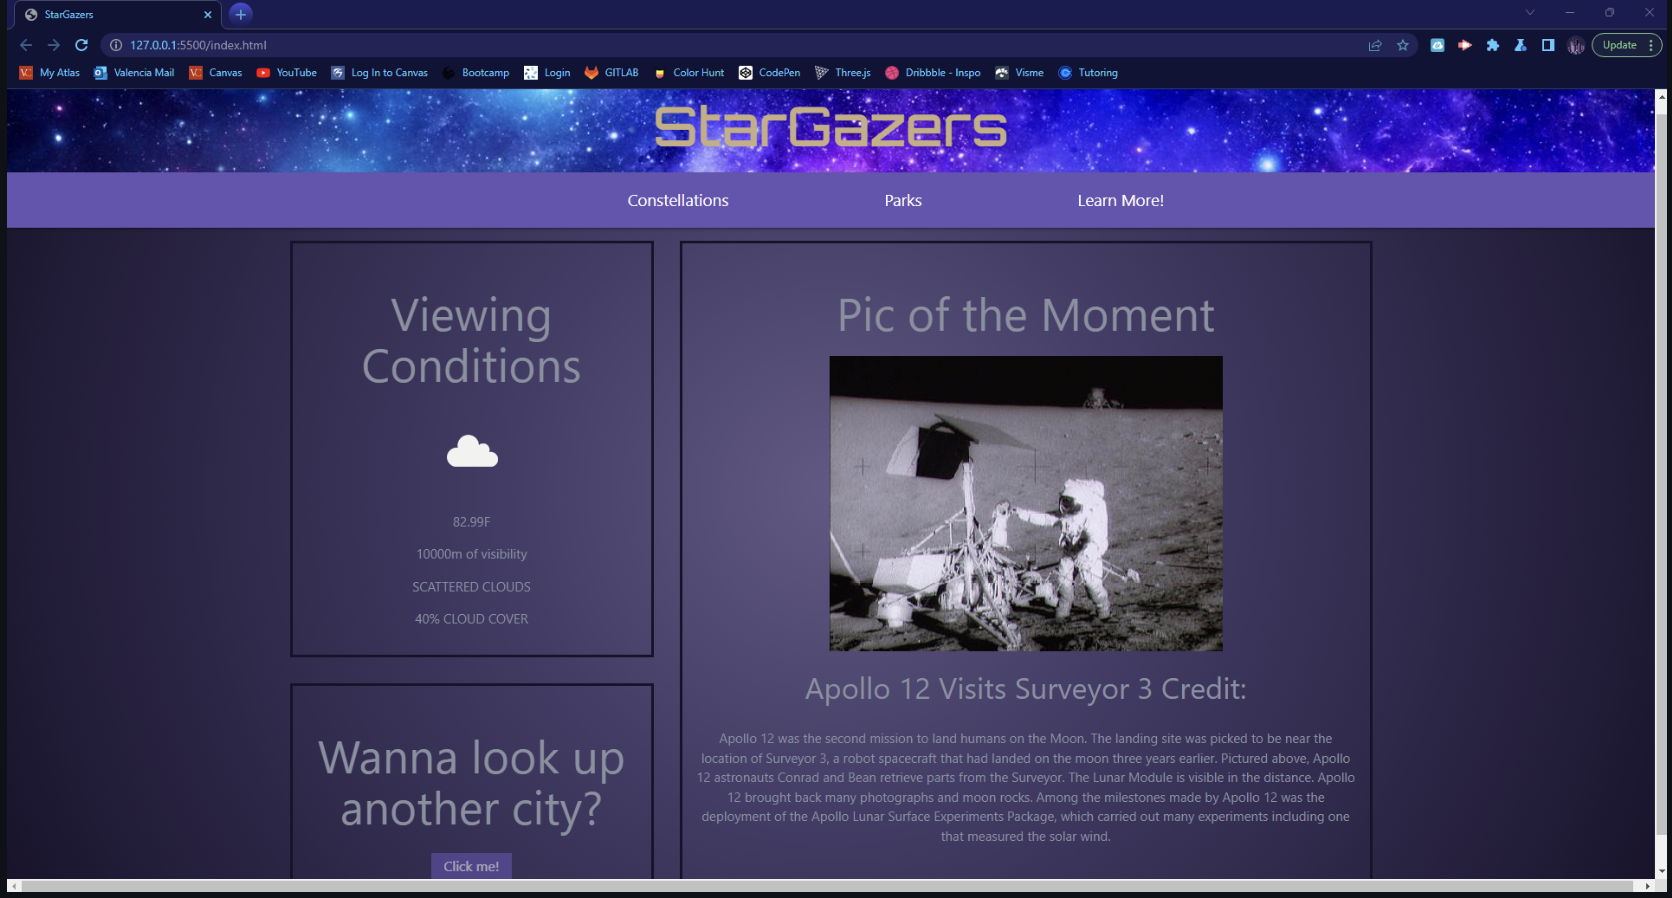 StarGazers
127.0.0.1:5500/index.html
Update
My Atlas Valencia Mail Canvas YouTube Log In to Canvas Bootcamp Login GITLAB Color Hunt CodePen Three.js Dribbble - Inspo Visme Tutoring
StarGazers
Constellations Parks Learn More!
Viewing
Conditions
82.99F
10000m of visibility
SCATTERED CLOUDS
40% CLOUD COVER
Wanna look up
another city?
Click me!
Pic of the Moment
Apollo 12 Visits Surveyor 3 Credit:
Apollo 12 was the second mission to land humans on the Moon. The landing site was picked to be near the
location of Surveyor 3, a robot spacecraft that had landed on the moon three years earlier. Pictured above, Apollo
12 astronauts Conrad and Bean retrieve parts from the Surveyor. The Lunar Module is visible in the distance. Apollo
12 brought back many photographs and moon rocks. Among the milestones made by Apollo 12 was the
deployment of the Apollo Lunar Surface Experiments Package, which carried out many experiments including one
that measured the solar wind.